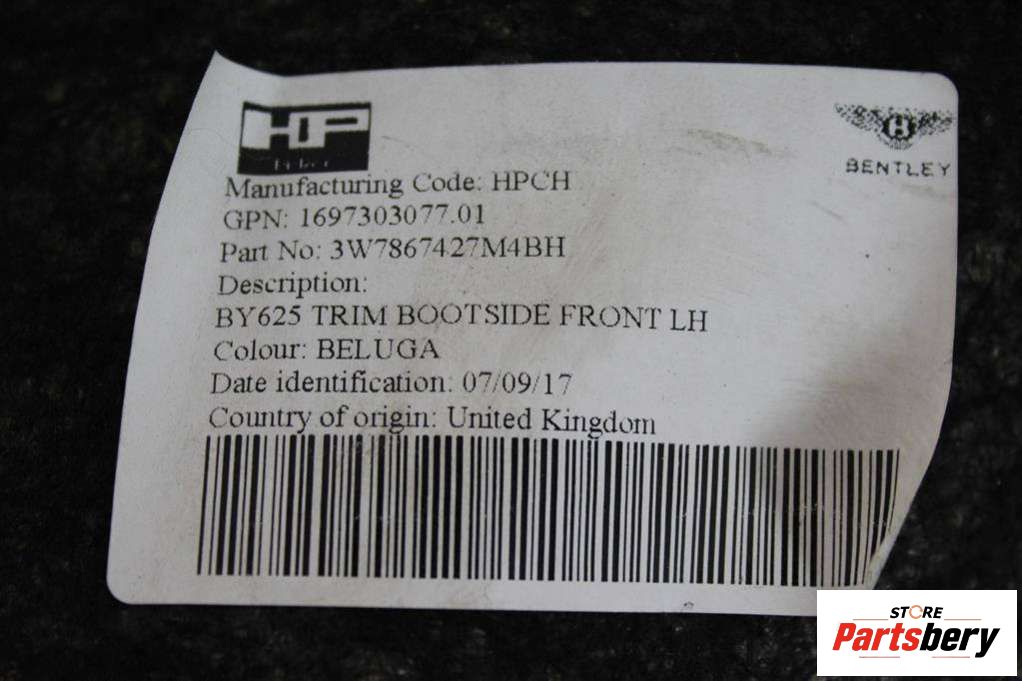 HP
BENTLEY
Manufacturing Code: HPCH
GPN: 1697303077.01
Part No: 3W7867427M4BH
Description:
BY625 TRIM BOOTSIDE FRONT LH
Colour: BELUGA
Date identification: 07/09/17
Country of origin: United Kingdom
STORE
Partsbery